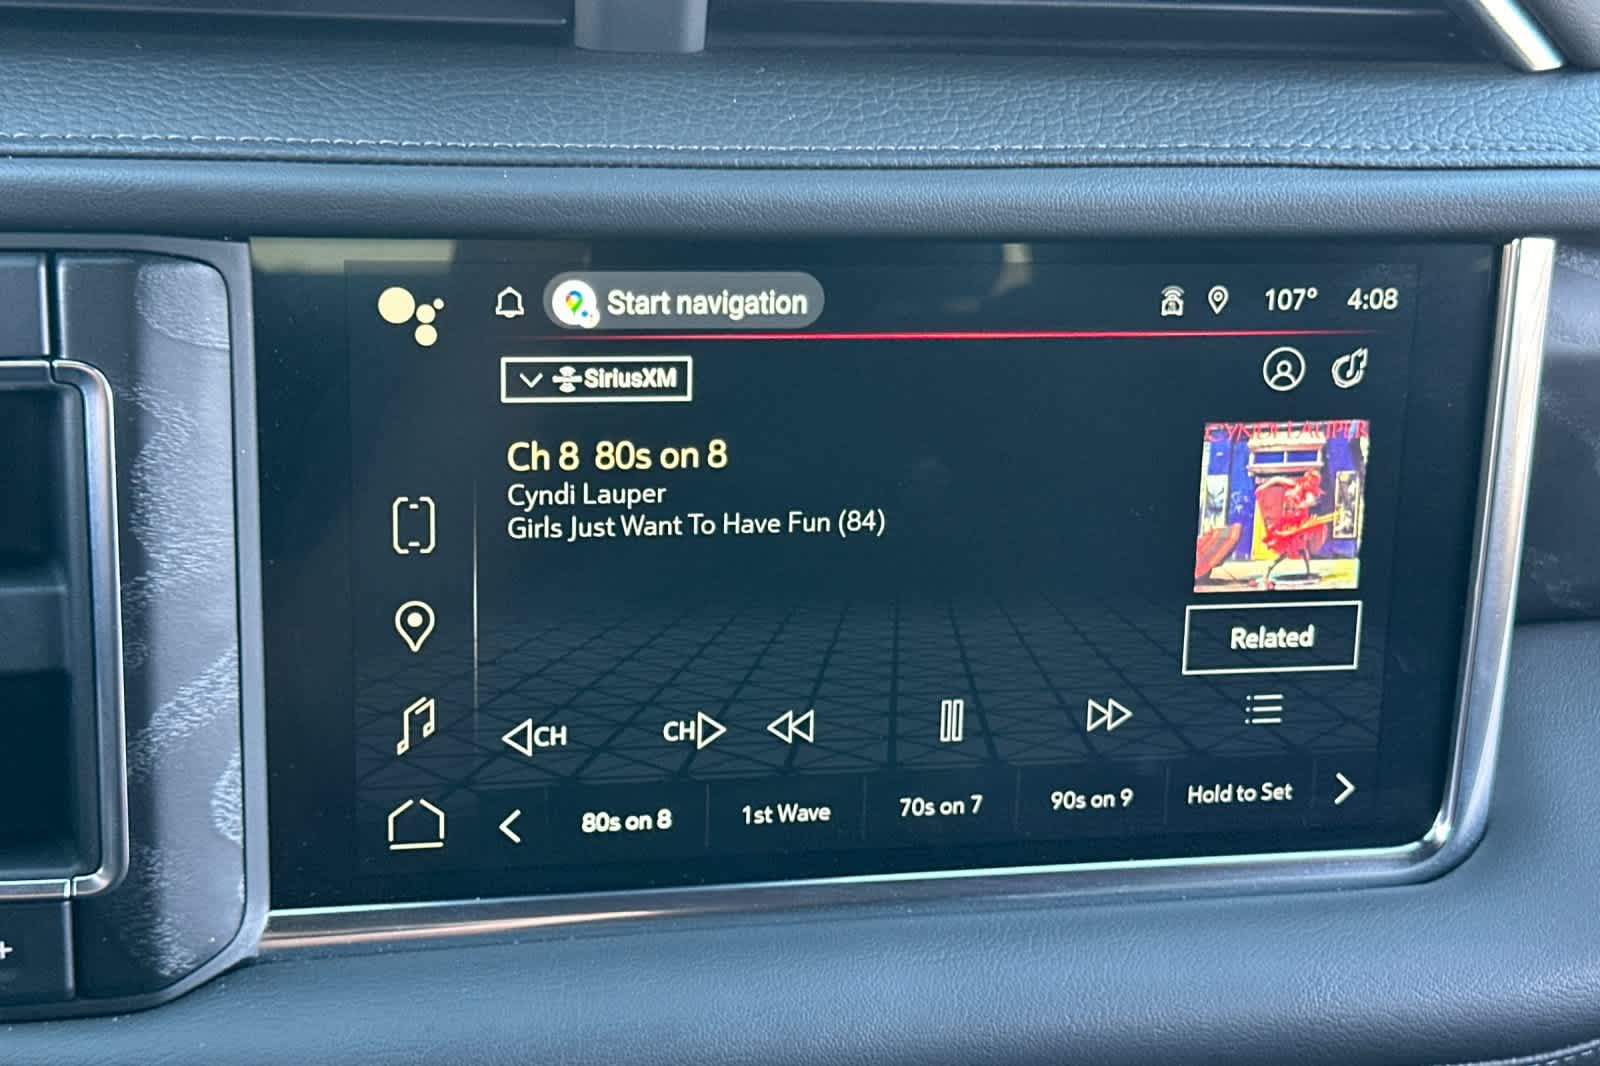 Start navigation
107° 4:08
SiriusXM
Ch 8 80s on 8
Cyndi Lauper
Girls Just Want To Have Fun (84)
CYNDI LAUPER
Related
CH CH
80s on 8 1st Wave 70s on 7 90s on 9 Hold to Set
+